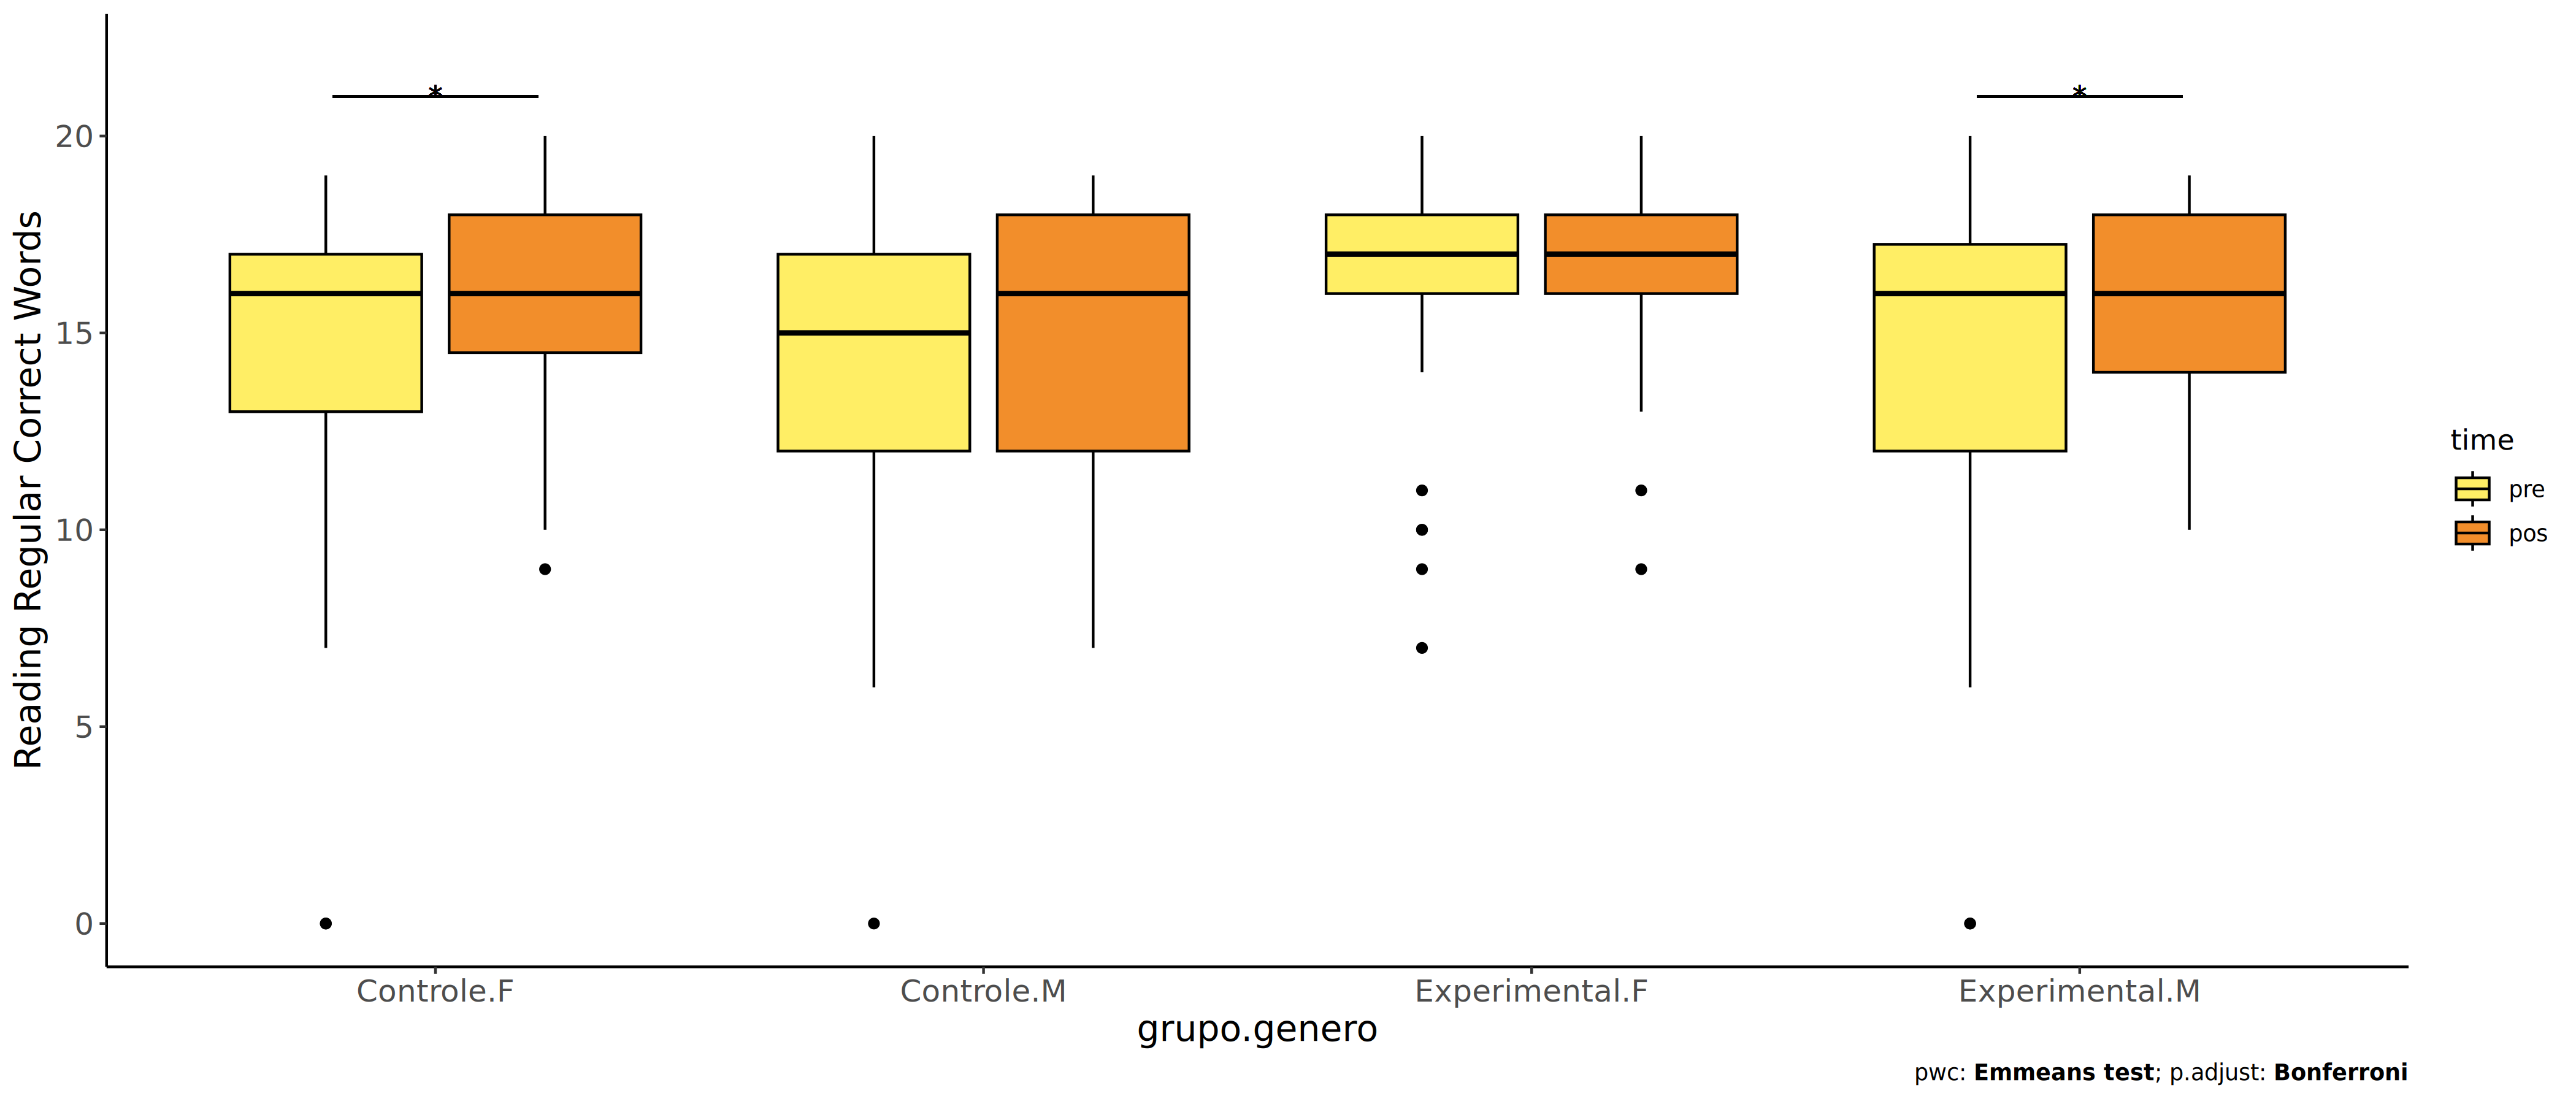 Reading Regular Correct Words
20
15
10
5
0
*
*
Controle.F
Controle.M
Experimental.F
Experimental.M
grupo.genero
time
pre
pos
pwc: Emmeans test; p.adjust: Bonferroni